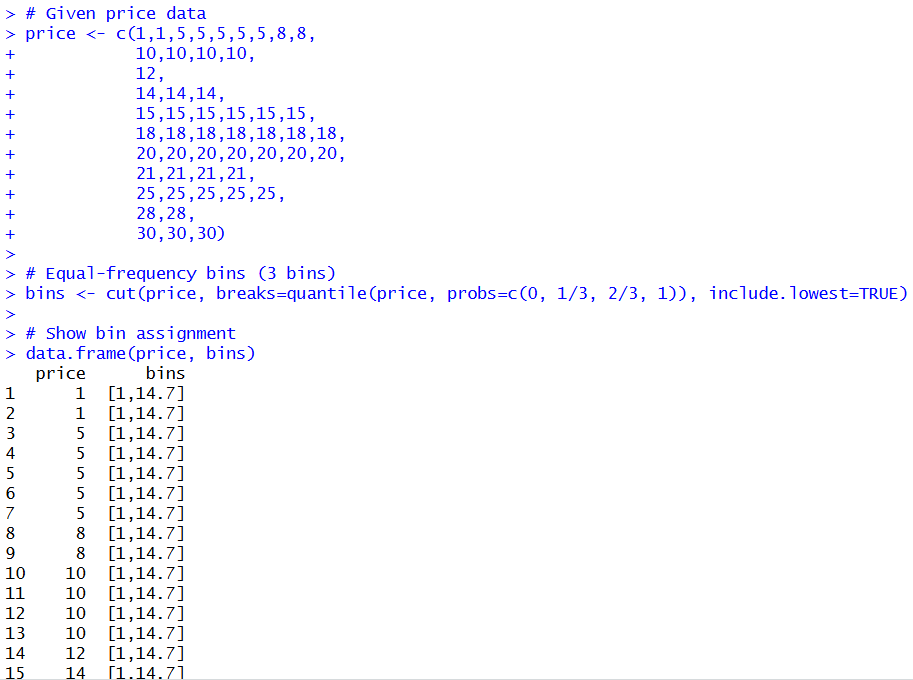 > # Given price data
> price <- c(1,1,5,5,5,5,5,8,8,
+            10,10,10,10,
+            12,
+            14,14,14,
+            15,15,15,15,15,15,
+            18,18,18,18,18,18,18,
+            20,20,20,20,20,20,20,
+            21,21,21,21,
+            25,25,25,25,25,
+            28,28,
+            30,30,30)
>
> # Equal-frequency bins (3 bins)
> bins <- cut(price, breaks=quantile(price, probs=c(0, 1/3, 2/3, 1)), include.lowest=TRUE)
>
> # Show bin assignment
> data.frame(price, bins)
   price      bins
1      1  [1,14.7]
2      1  [1,14.7]
3      5  [1,14.7]
4      5  [1,14.7]
5      5  [1,14.7]
6      5  [1,14.7]
7      5  [1,14.7]
8      8  [1,14.7]
9      8  [1,14.7]
10    10  [1,14.7]
11    10  [1,14.7]
12    10  [1,14.7]
13    10  [1,14.7]
14    12  [1,14.7]
15    14  [1,14.7]